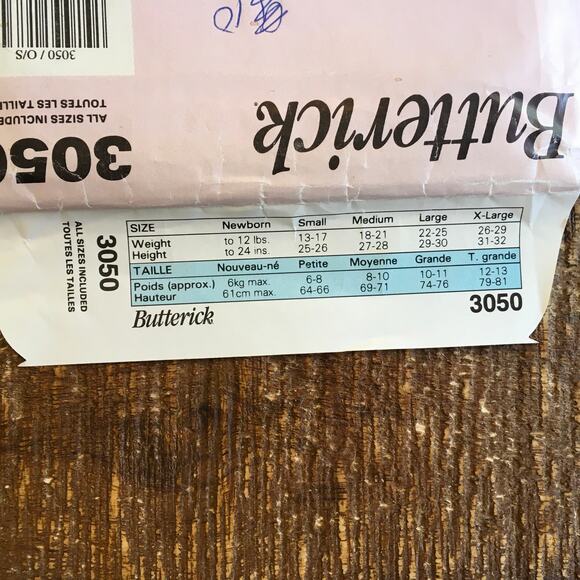 3050 / O/S
ALL SIZES INCLUDE
TOUTES LES TAILLE
3050
Butterick
ALL SIZES INCLUDED
TOUTES LES TAILLES
3050
SIZE Newborn Small Medium Large X-Large
Weight to 12 lbs. 13-17 18-21 22-25 26-29
Height to 24 ins. 25-26 27-28 29-30 31-32
TAILLE Nouveau-né Petite Moyenne Grande T. grande
Poids (approx.) 6kg max. 6-8 8-10 10-11 12-13
Hauteur 61cm max. 64-66 69-71 74-76 79-81
Butterick 3050